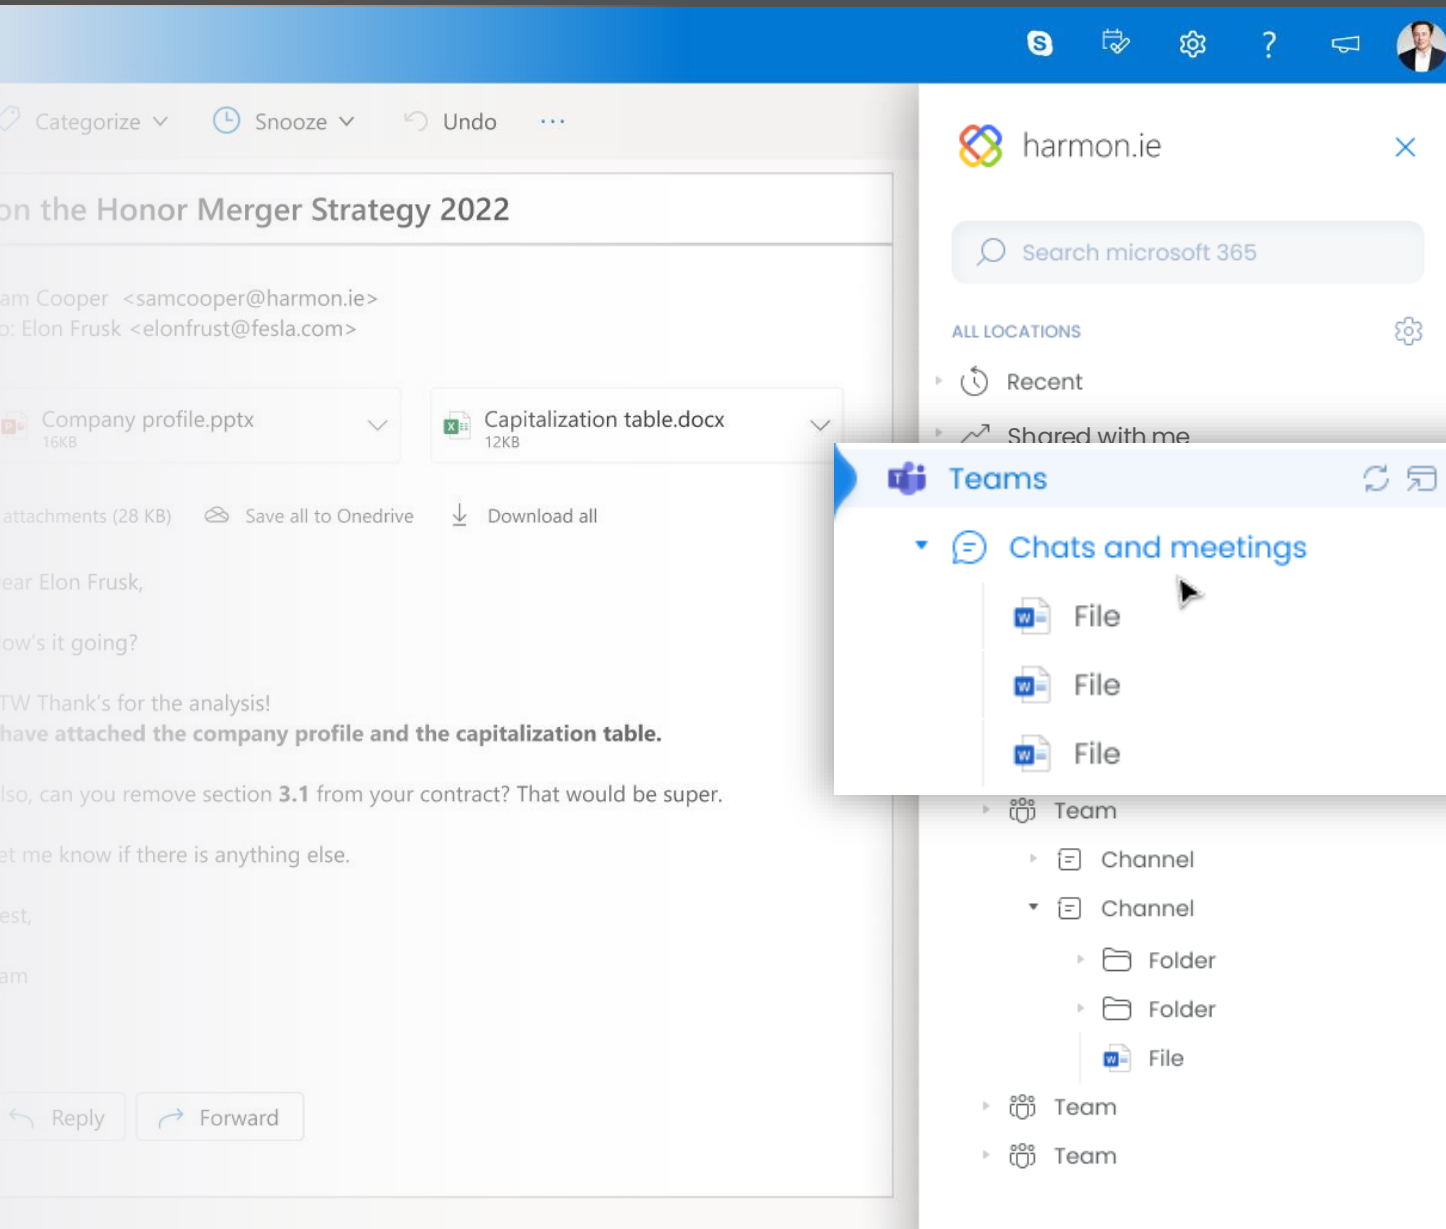 Categorize
Snooze
Undo
on the Honor Merger Strategy 2022
am Cooper <samcooper@harmon.ie>
o: Elon Frusk <elonfrust@fesla.com>
Company profile.pptx
16KB
Capitalization table.docx
12KB
attachments (28 KB)
Save all to Onedrive
Download all
ear Elon Frusk,
ow's it going?
TW Thank's for the analysis!
have attached the company profile and the capitalization table.
lso, can you remove section 3.1 from your contract? That would be super.
et me know if there is anything else.
est,
am
Reply
Forward
harmon.ie
Search microsoft 365
ALL LOCATIONS
Recent
Shared with me
Teams
Chats and meetings
File
File
File
Team
Channel
Channel
Folder
Folder
File
Team
Team